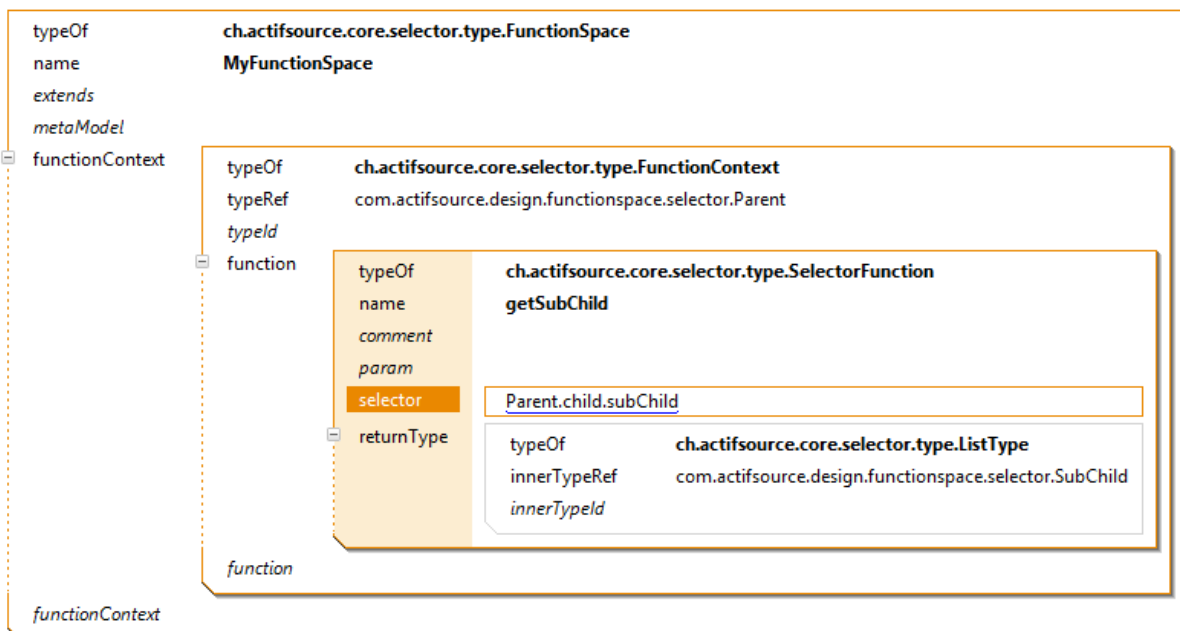 typeOf ch.actifsource.core.selector.type.FunctionSpace
name MyFunctionSpace
extends
metaModel
functionContext
typeOf ch.actifsource.core.selector.type.FunctionContext
typeRef com.actifsource.design.functionspace.selector.Parent
typeId
function
typeOf ch.actifsource.core.selector.type.SelectorFunction
name getSubChild
comment
param
selector Parent.child.subChild
returnType
typeOf ch.actifsource.core.selector.type.ListType
innerTypeRef com.actifsource.design.functionspace.selector.SubChild
innerTypeId
function
functionContext